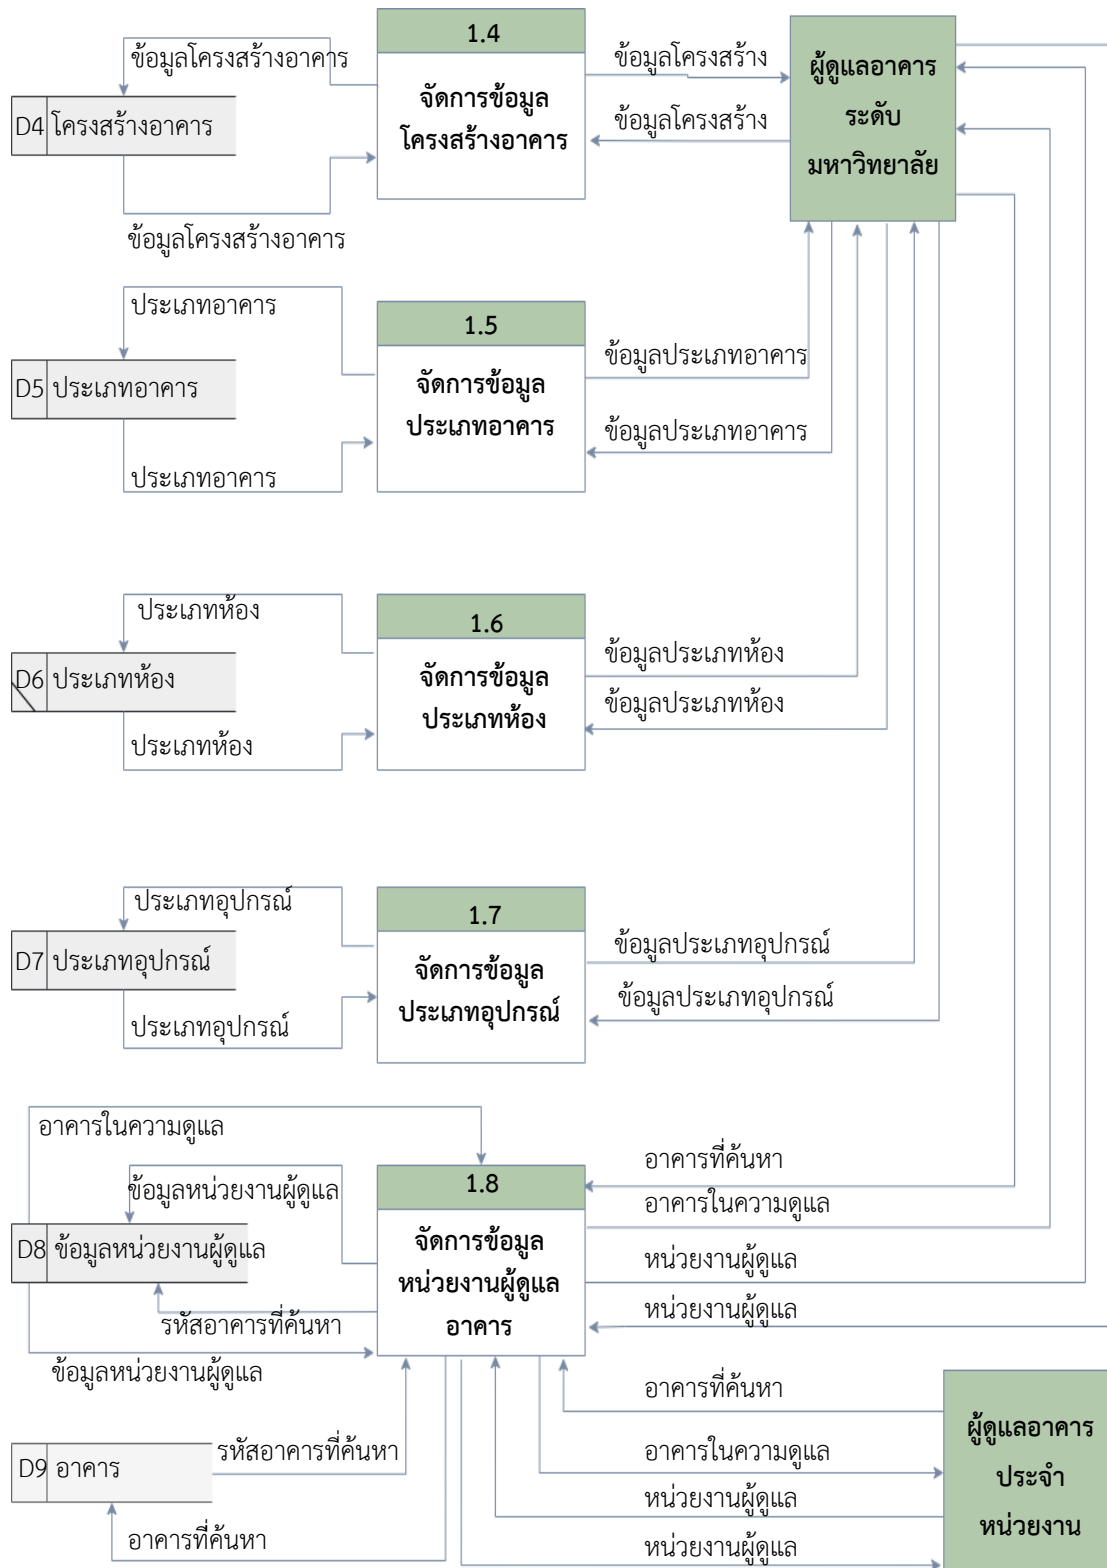 1.4
ข้อมูลโครงสร้างอาคาร
ข้อมูลโครงสร้าง
ผู้ดูแลอาคาร
ระดับ
มหาวิทยาลัย
จัดการข้อมูล
โครงสร้างอาคาร
D4 โครงสร้างอาคาร
ข้อมูลโครงสร้าง
ข้อมูลโครงสร้างอาคาร
ประเภทอาคาร
1.5
จัดการข้อมูล
ประเภทอาคาร
ข้อมูลประเภทอาคาร
D5 ประเภทอาคาร
ข้อมูลประเภทอาคาร
ประเภทอาคาร
ประเภทห้อง
1.6
จัดการข้อมูล
ประเภทห้อง
ข้อมูลประเภทห้อง
D6 ประเภทห้อง
ข้อมูลประเภทห้อง
ประเภทห้อง
ประเภทอุปกรณ์
1.7
จัดการข้อมูล
ประเภทอุปกรณ์
ข้อมูลประเภทอุปกรณ์
D7 ประเภทอุปกรณ์
ข้อมูลประเภทอุปกรณ์
ประเภทอุปกรณ์
อาคารในความดูแล
ข้อมูลหน่วยงานผู้ดูแล
1.8
จัดการข้อมูล
หน่วยงานผู้ดูแล
อาคาร
อาคารที่ค้นหา
อาคารในความดูแล
D8 ข้อมูลหน่วยงานผู้ดูแล
หน่วยงานผู้ดูแล
หน่วยงานผู้ดูแล
รหัสอาคารที่ค้นหา
ข้อมูลหน่วยงานผู้ดูแล
อาคารที่ค้นหา
ผู้ดูแลอาคาร
ประจำ
หน่วยงาน
รหัสอาคารที่ค้นหา
อาคารในความดูแล
D9 อาคาร
หน่วยงานผู้ดูแล
อาคารที่ค้นหา
หน่วยงานผู้ดูแล